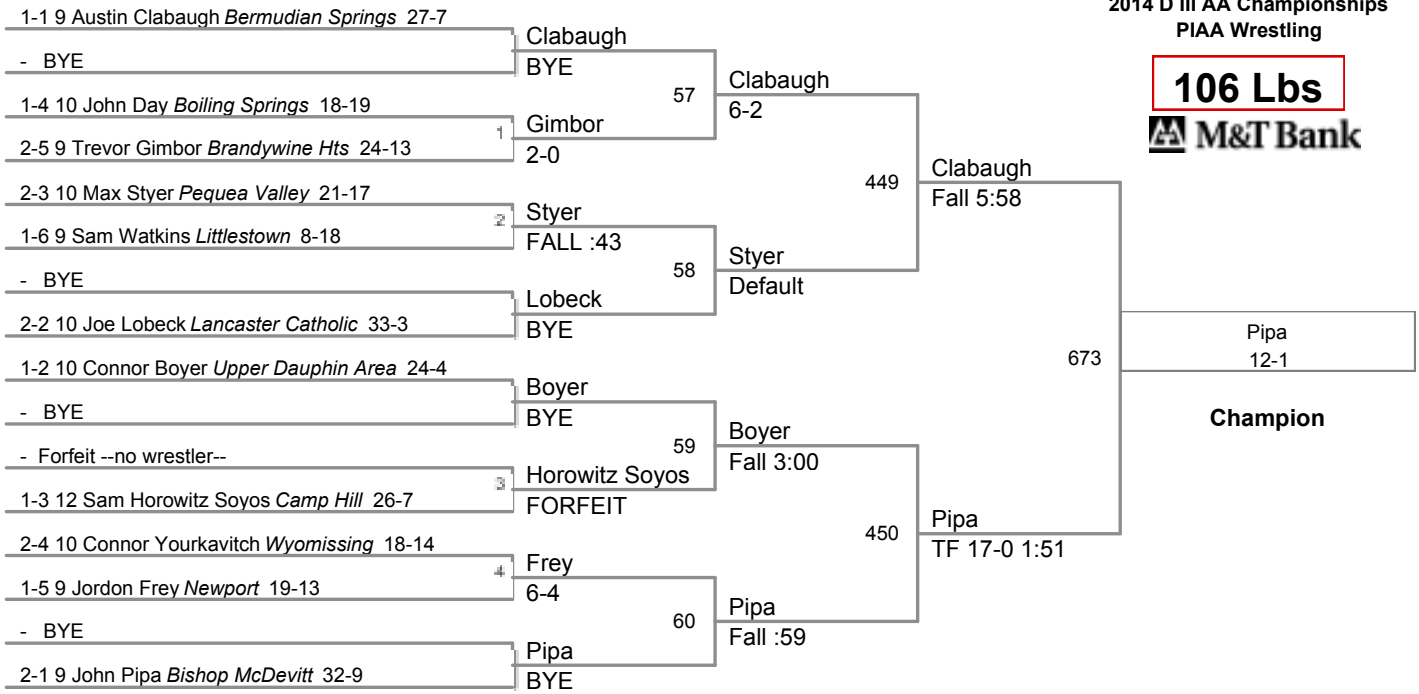 2014 D III AA Championships
PIAA Wrestling
106 Lbs
M&T Bank
1-1 9 Austin Clabaugh Bermudian Springs 27-7
- BYE
1-4 10 John Day Boiling Springs 18-19
2-5 9 Trevor Gimbor Brandywine Hts 24-13
2-3 10 Max Styer Pequea Valley 21-17
1-6 9 Sam Watkins Littlestown 8-18
- BYE
2-2 10 Joe Lobeck Lancaster Catholic 33-3
1-2 10 Connor Boyer Upper Dauphin Area 24-4
- BYE
- Forfeit --no wrestler--
1-3 12 Sam Horowitz Soyos Camp Hill 26-7
2-4 10 Connor Yourkavitch Wyomissing 18-14
1-5 9 Jordon Frey Newport 19-13
- BYE
2-1 9 John Pipa Bishop McDevitt 32-9
Clabaugh
BYE
1
Gimbor
2-0
2
Styer
FALL :43
Lobeck
BYE
Boyer
BYE
3
Horowitz Soyos
FORFEIT
4
Frey
6-4
Pipa
BYE
57
Clabaugh
6-2
58
Styer
Default
59
Boyer
Fall 3:00
60
Pipa
Fall :59
449
Clabaugh
Fall 5:58
450
Pipa
TF 17-0 1:51
673
Pipa
12-1
Champion